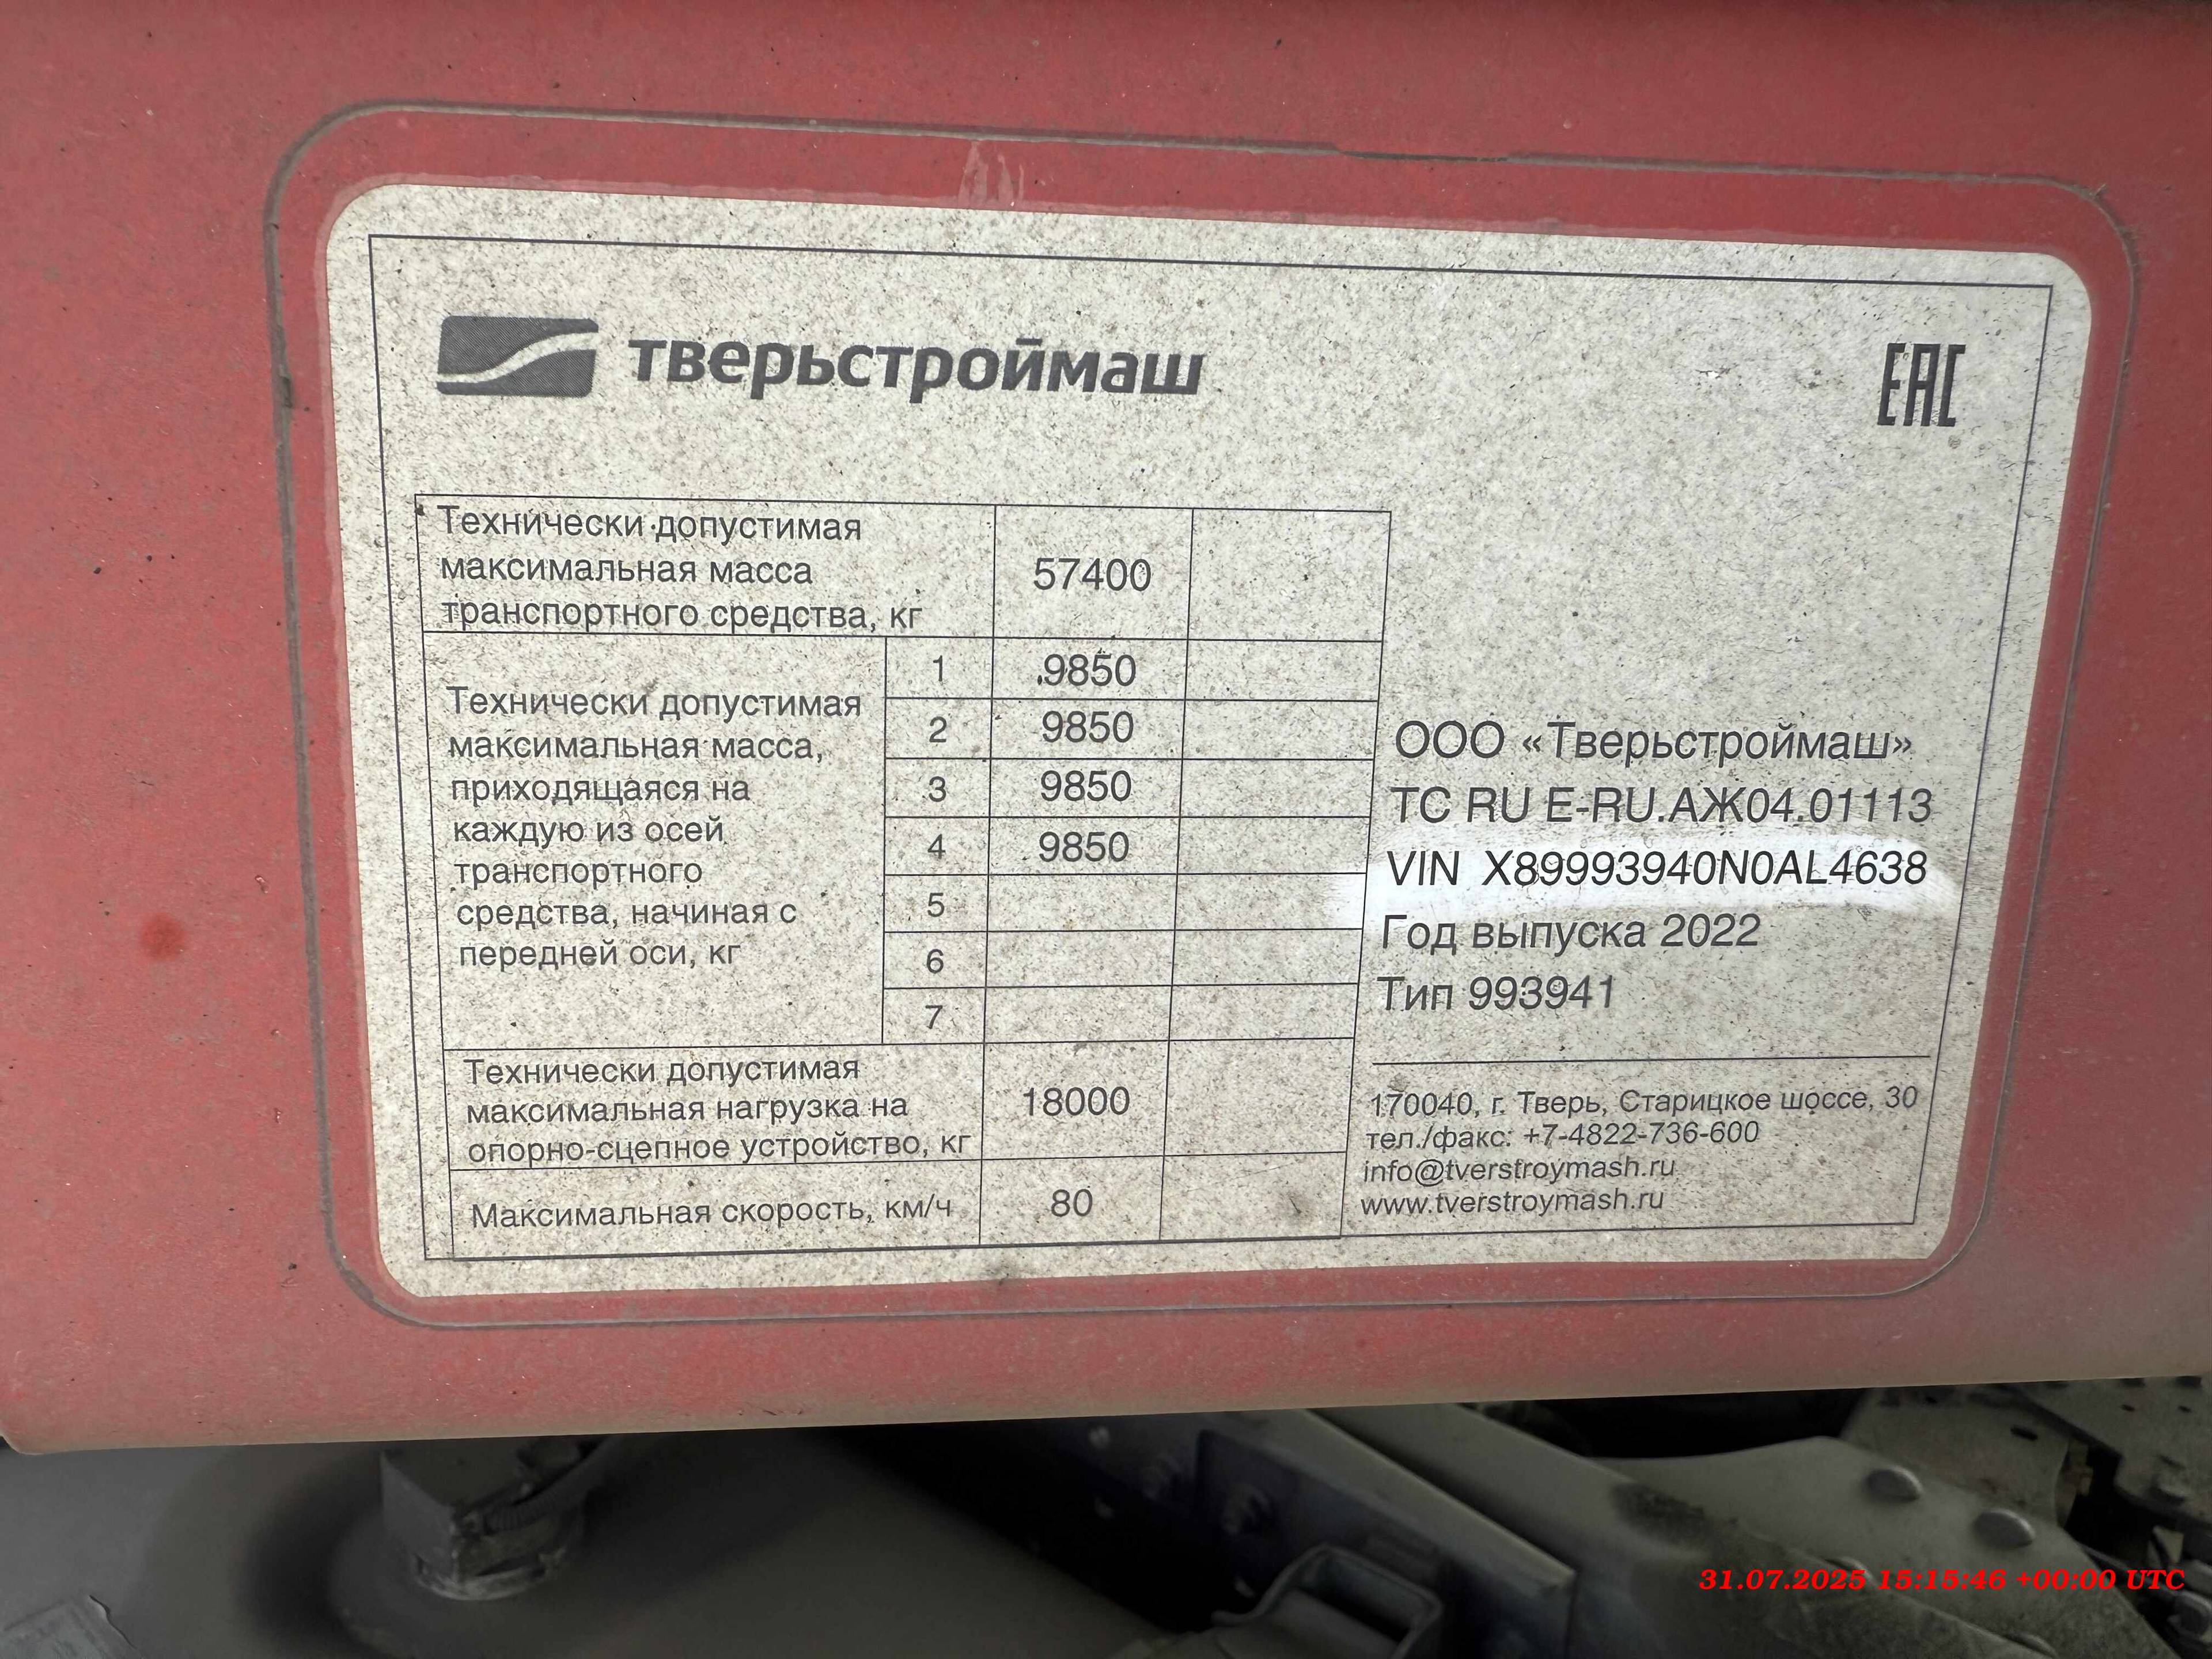 тверьстроймаш
EAC
Технически допустимая
максимальная масса
транспортного средства, кг
57400
Технически допустимая
максимальная масса,
приходящаяся на
каждую из осей
транспортного
средства, начиная с
передней оси, кг
1 9850
2 9850
3 9850
4 9850
5
6
7
Технически допустимая
максимальная нагрузка на
опорно-сцепное устройство, кг
18000
Максимальная скорость, км/ч 80
ООО «Тверьстроймаш»
ТС RU E-RU.АЖ04.01113
VIN X89993940N0AL4638
Год выпуска 2022
Тип 993941
170040, г. Тверь, Старицкое шоссе, 30
тел./факс: +7-4822-736-600
info@tverstroymash.ru
www.tverstroymash.ru
31.07.2025 15:15:46 +00:00 UTC